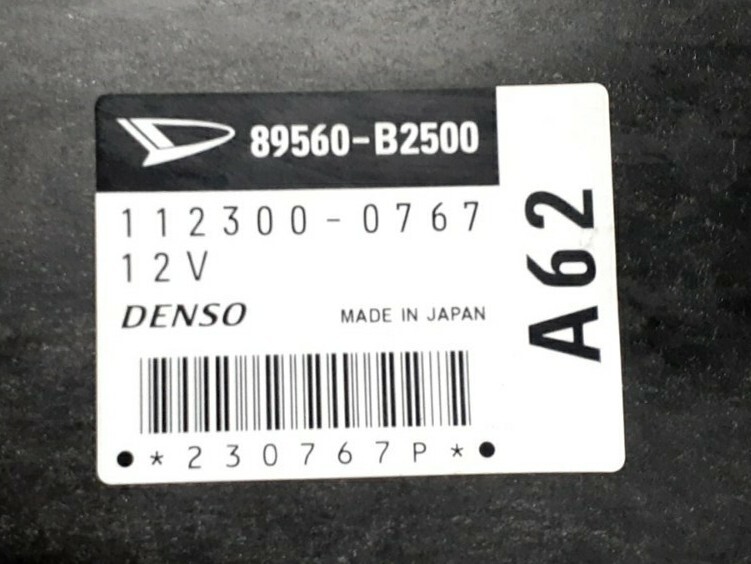 89560-B2500
112300-0767
12V
DENSO MADE IN JAPAN
*230767P*
A62